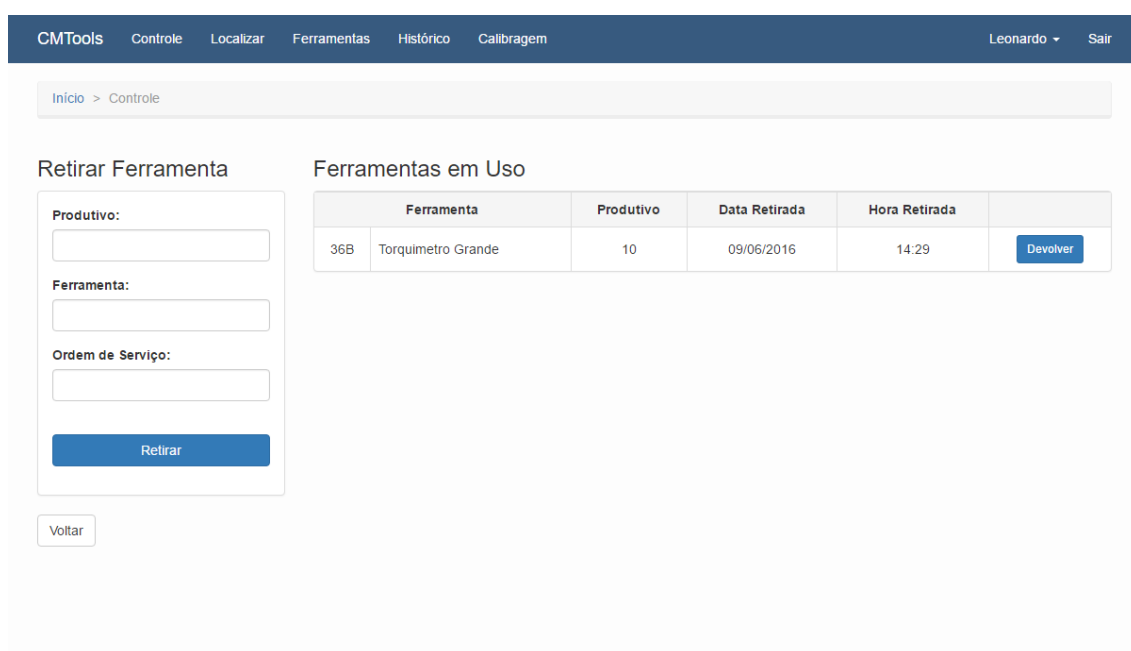 CMTools Controle Localizar Ferramentas Histórico Calibragem Leonardo Sair
Início > Controle
Retirar Ferramenta
Produtivo:
Ferramenta:
Ordem de Serviço:
Retirar
Voltar
Ferramentas em Uso
Ferramenta Produtivo Data Retirada Hora Retirada
36B Torquimetro Grande 10 09/06/2016 14:29 Devolver